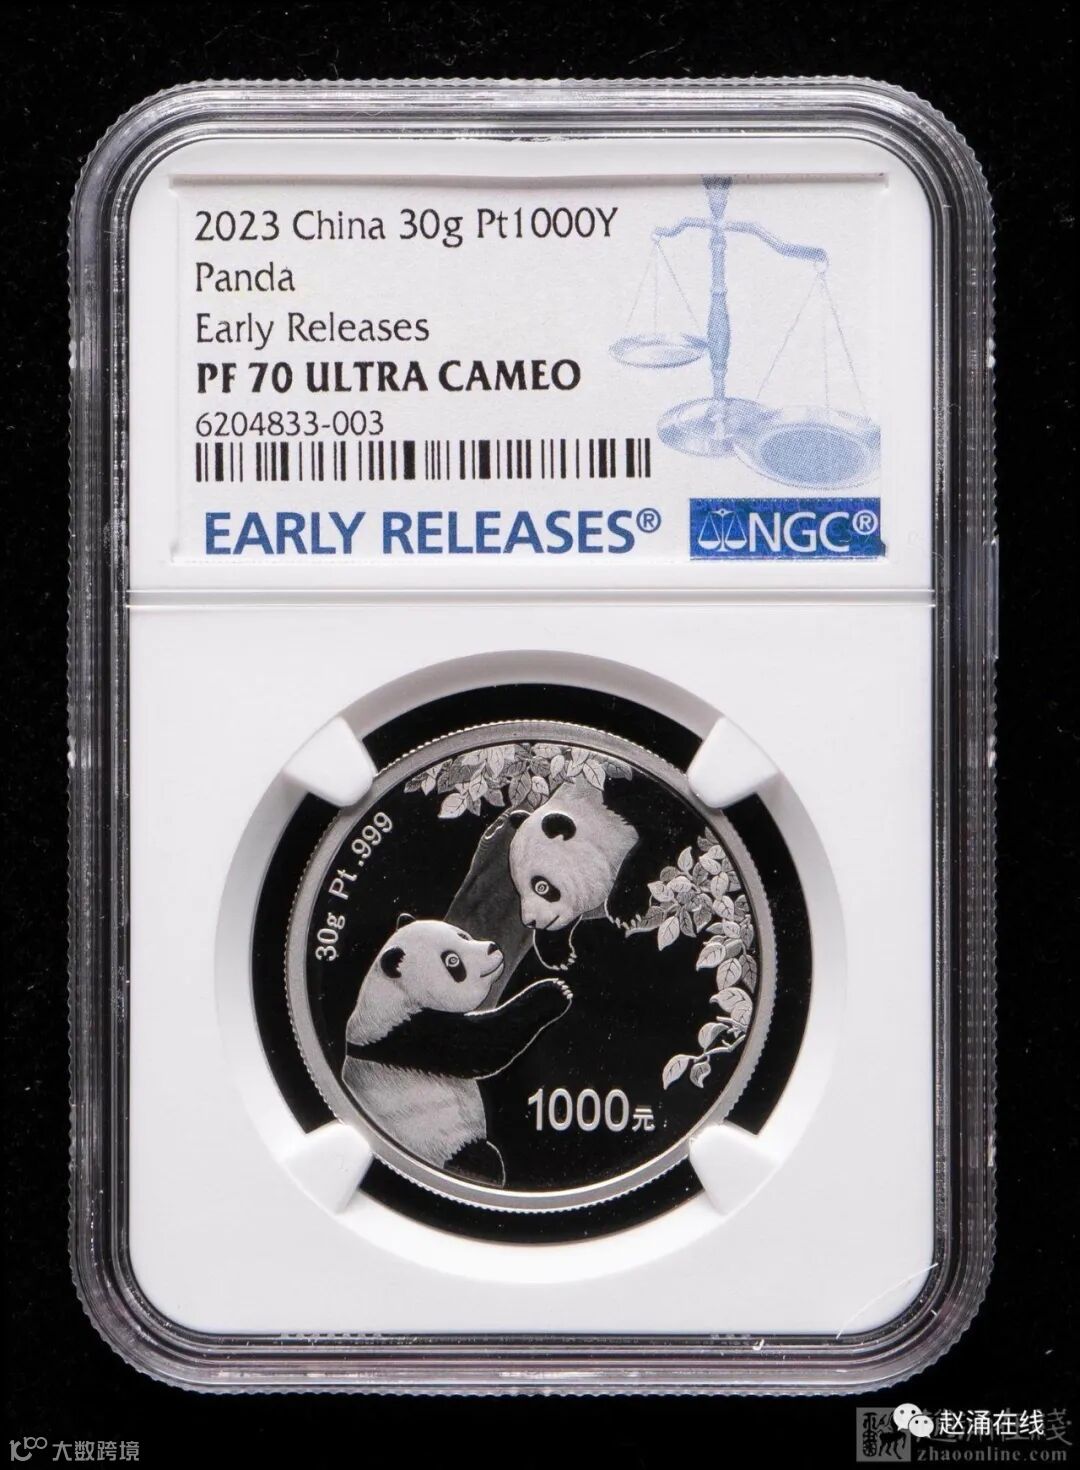 2023 China 30g Pt1000Y
Panda
Early Releases
PF 70 ULTRA CAMEO
6204833-003
EARLY RELEASES®
NGC®
30g Pt .999
1000元
赵涌在线
zhaoonline.com
大数跨境